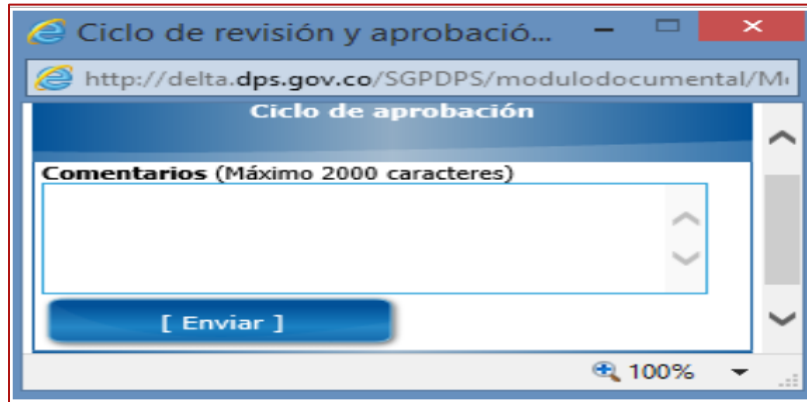 Ciclo de revisión y aprobació...
http://delta.dps.gov.co/SGPDPS/modulodocumental/M
Ciclo de aprobación
Comentarios (Máximo 2000 caracteres)
[ Enviar ]
100%